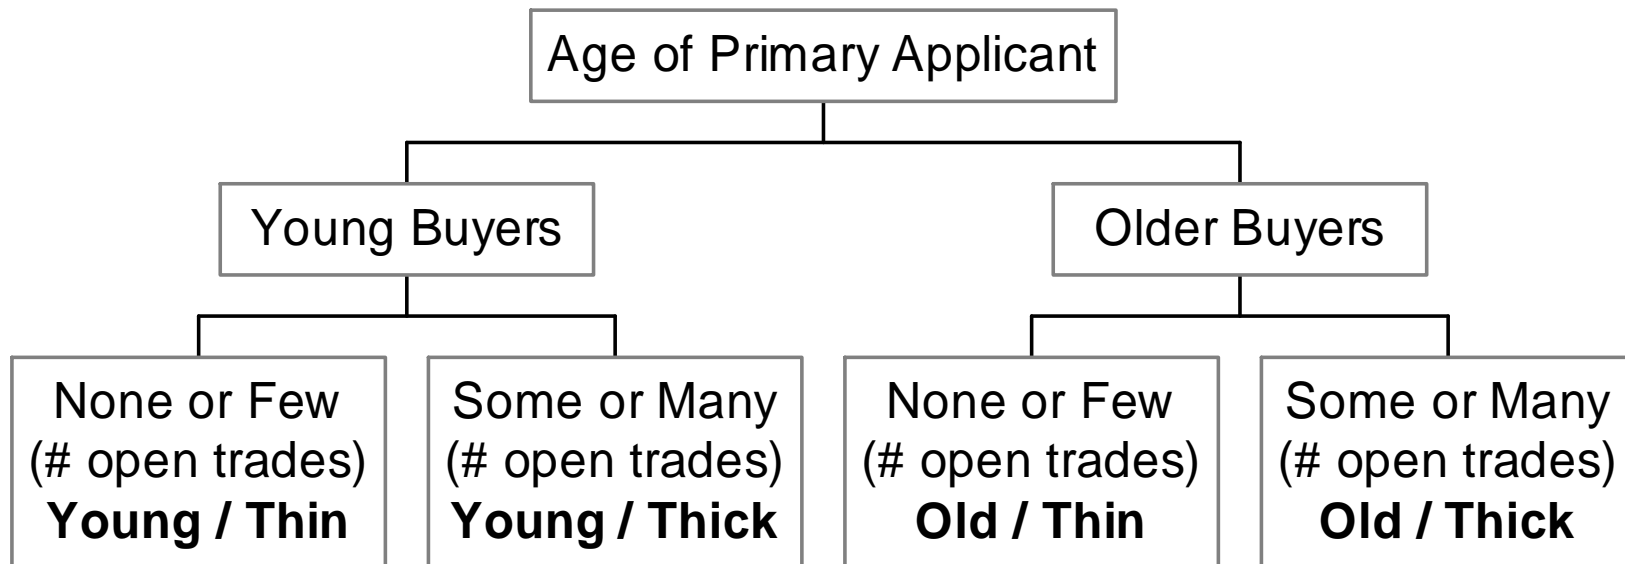 Age of Primary Applicant
Young Buyers
Older Buyers
None or Few
(# open trades)
Young / Thin
Some or Many
(# open trades)
Young / Thick
None or Few
(# open trades)
Old / Thin
Some or Many
(# open trades)
Old / Thick